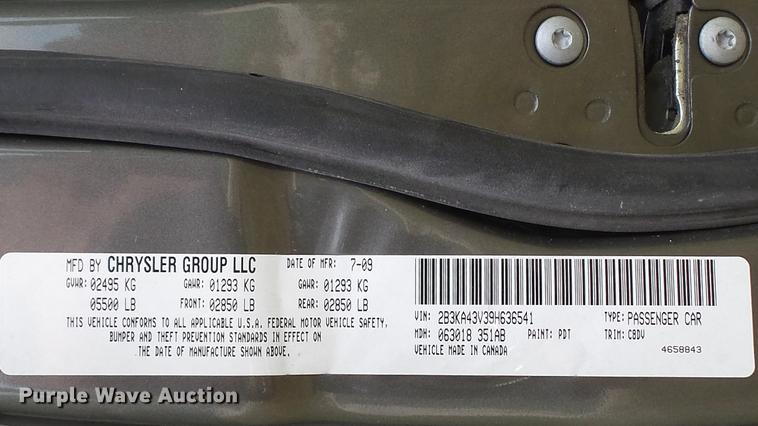 MFD BY CHRYSLER GROUP LLC DATE OF MFR: 7-09
GVWR: 02495 KG GAWR: 01293 KG GAWR: 01293 KG
05500 LB FRONT: 02850 LB REAR: 02850 LB
THIS VEHICLE CONFORMS TO ALL APPLICABLE U.S.A. FEDERAL MOTOR VEHICLE SAFETY,
BUMPER AND THEFT PREVENTION STANDARDS IN EFFECT ON
THE DATE OF MANUFACTURE SHOWN ABOVE.
VIN: 2B3KA43V39H636541 TYPE: PASSENGER CAR
MDH: 063018 351AB PAINT: PDT TRIM: C8DV
VEHICLE MADE IN CANADA 4658843
Purple Wave Auction